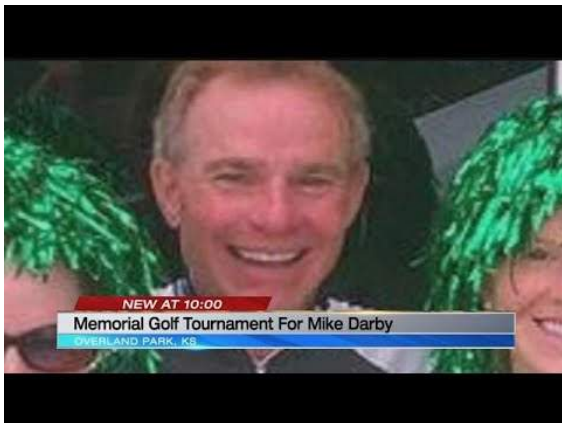 NEW AT 10:00
Memorial Golf Tournament For Mike Darby
OVERLAND PARK, KS